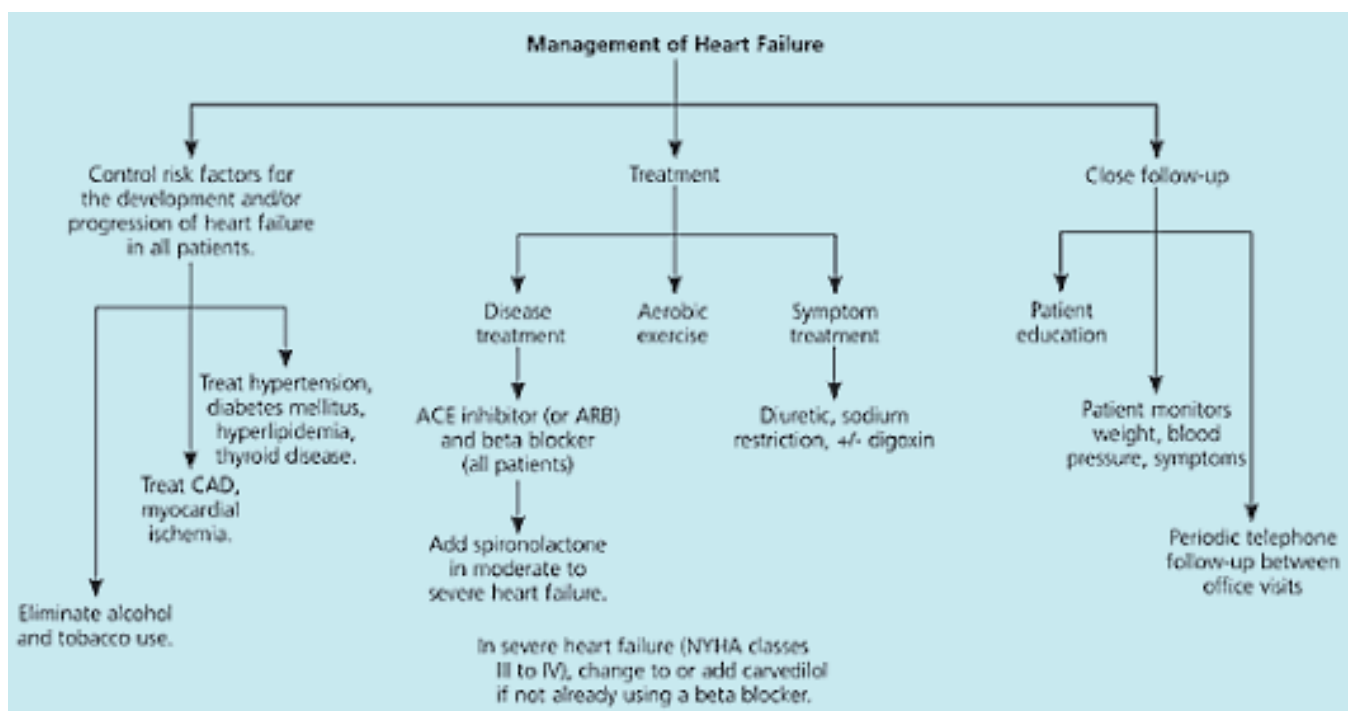 Management of Heart Failure
Control risk factors for
the development and/or
progression of heart failure
in all patients.
Treatment
Close follow-up
Disease
treatment
Aerobic
exercise
Symptom
treatment
Patient
education
Treat hypertension,
diabetes mellitus,
hyperlipidemia,
thyroid disease.
Treat CAD,
myocardial
ischemia.
Eliminate alcohol
and tobacco use.
ACE inhibitor (or ARB)
and beta blocker
(all patients)
Diuretic, sodium
restriction, +/- digoxin
Patient monitors
weight, blood
pressure, symptoms
Add spironolactone
in moderate to
severe heart failure.
Periodic telephone
follow-up between
office visits
In severe heart failure (NYHA classes
III to IV), change to or add carvedilol
if not already using a beta blocker.